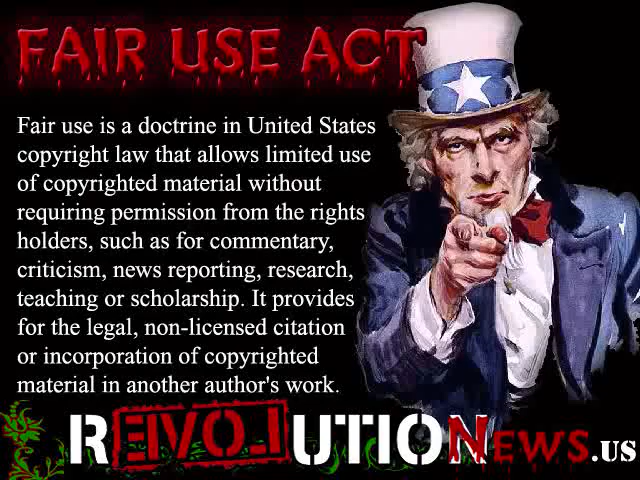 FAIR USE ACT
Fair use is a doctrine in United States
copyright law that allows limited use
of copyrighted material without
requiring permission from the rights
holders, such as for commentary,
criticism, news reporting, research,
teaching or scholarship. It provides
for the legal, non-licensed citation
or incorporation of copyrighted
material in another author's work.
REVOLUTIONEWS.US